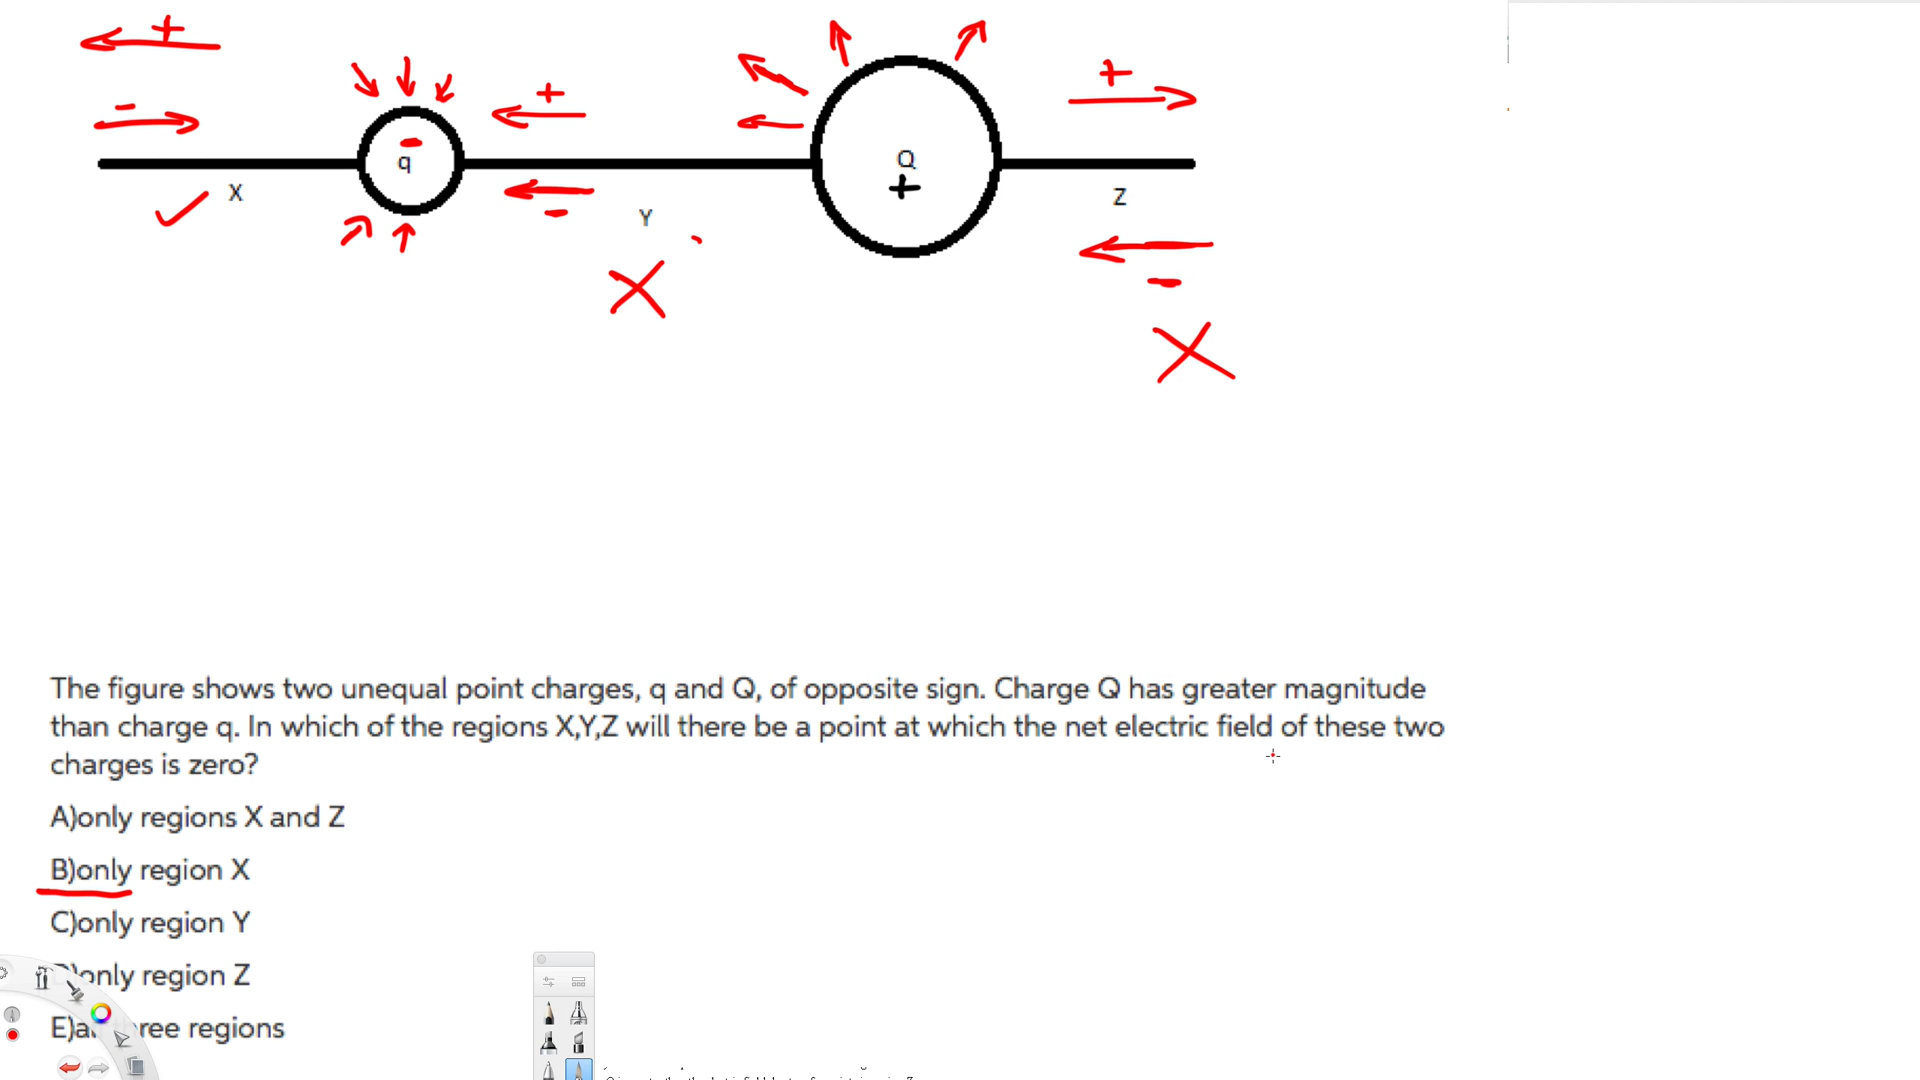 + + +
-
-
q Q
+
X Z
- Y
-
The figure shows two unequal point charges, q and Q, of opposite sign. Charge Q has greater magnitude
than charge q. In which of the regions X,Y,Z will there be a point at which the net electric field of these two
charges is zero?
A)only regions X and Z
B)only region X
C)only region Y
only region Z
regions